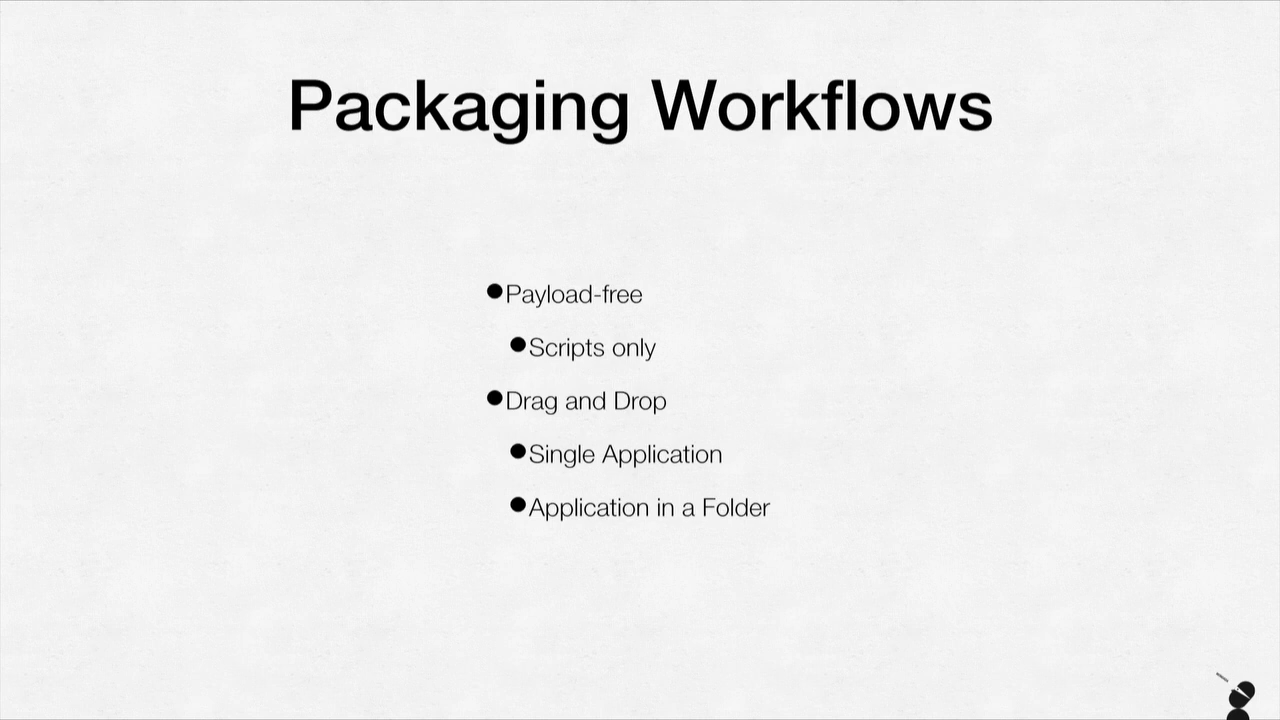 Packaging Workflows
Payload-free
Scripts only
Drag and Drop
Single Application
Application in a Folder